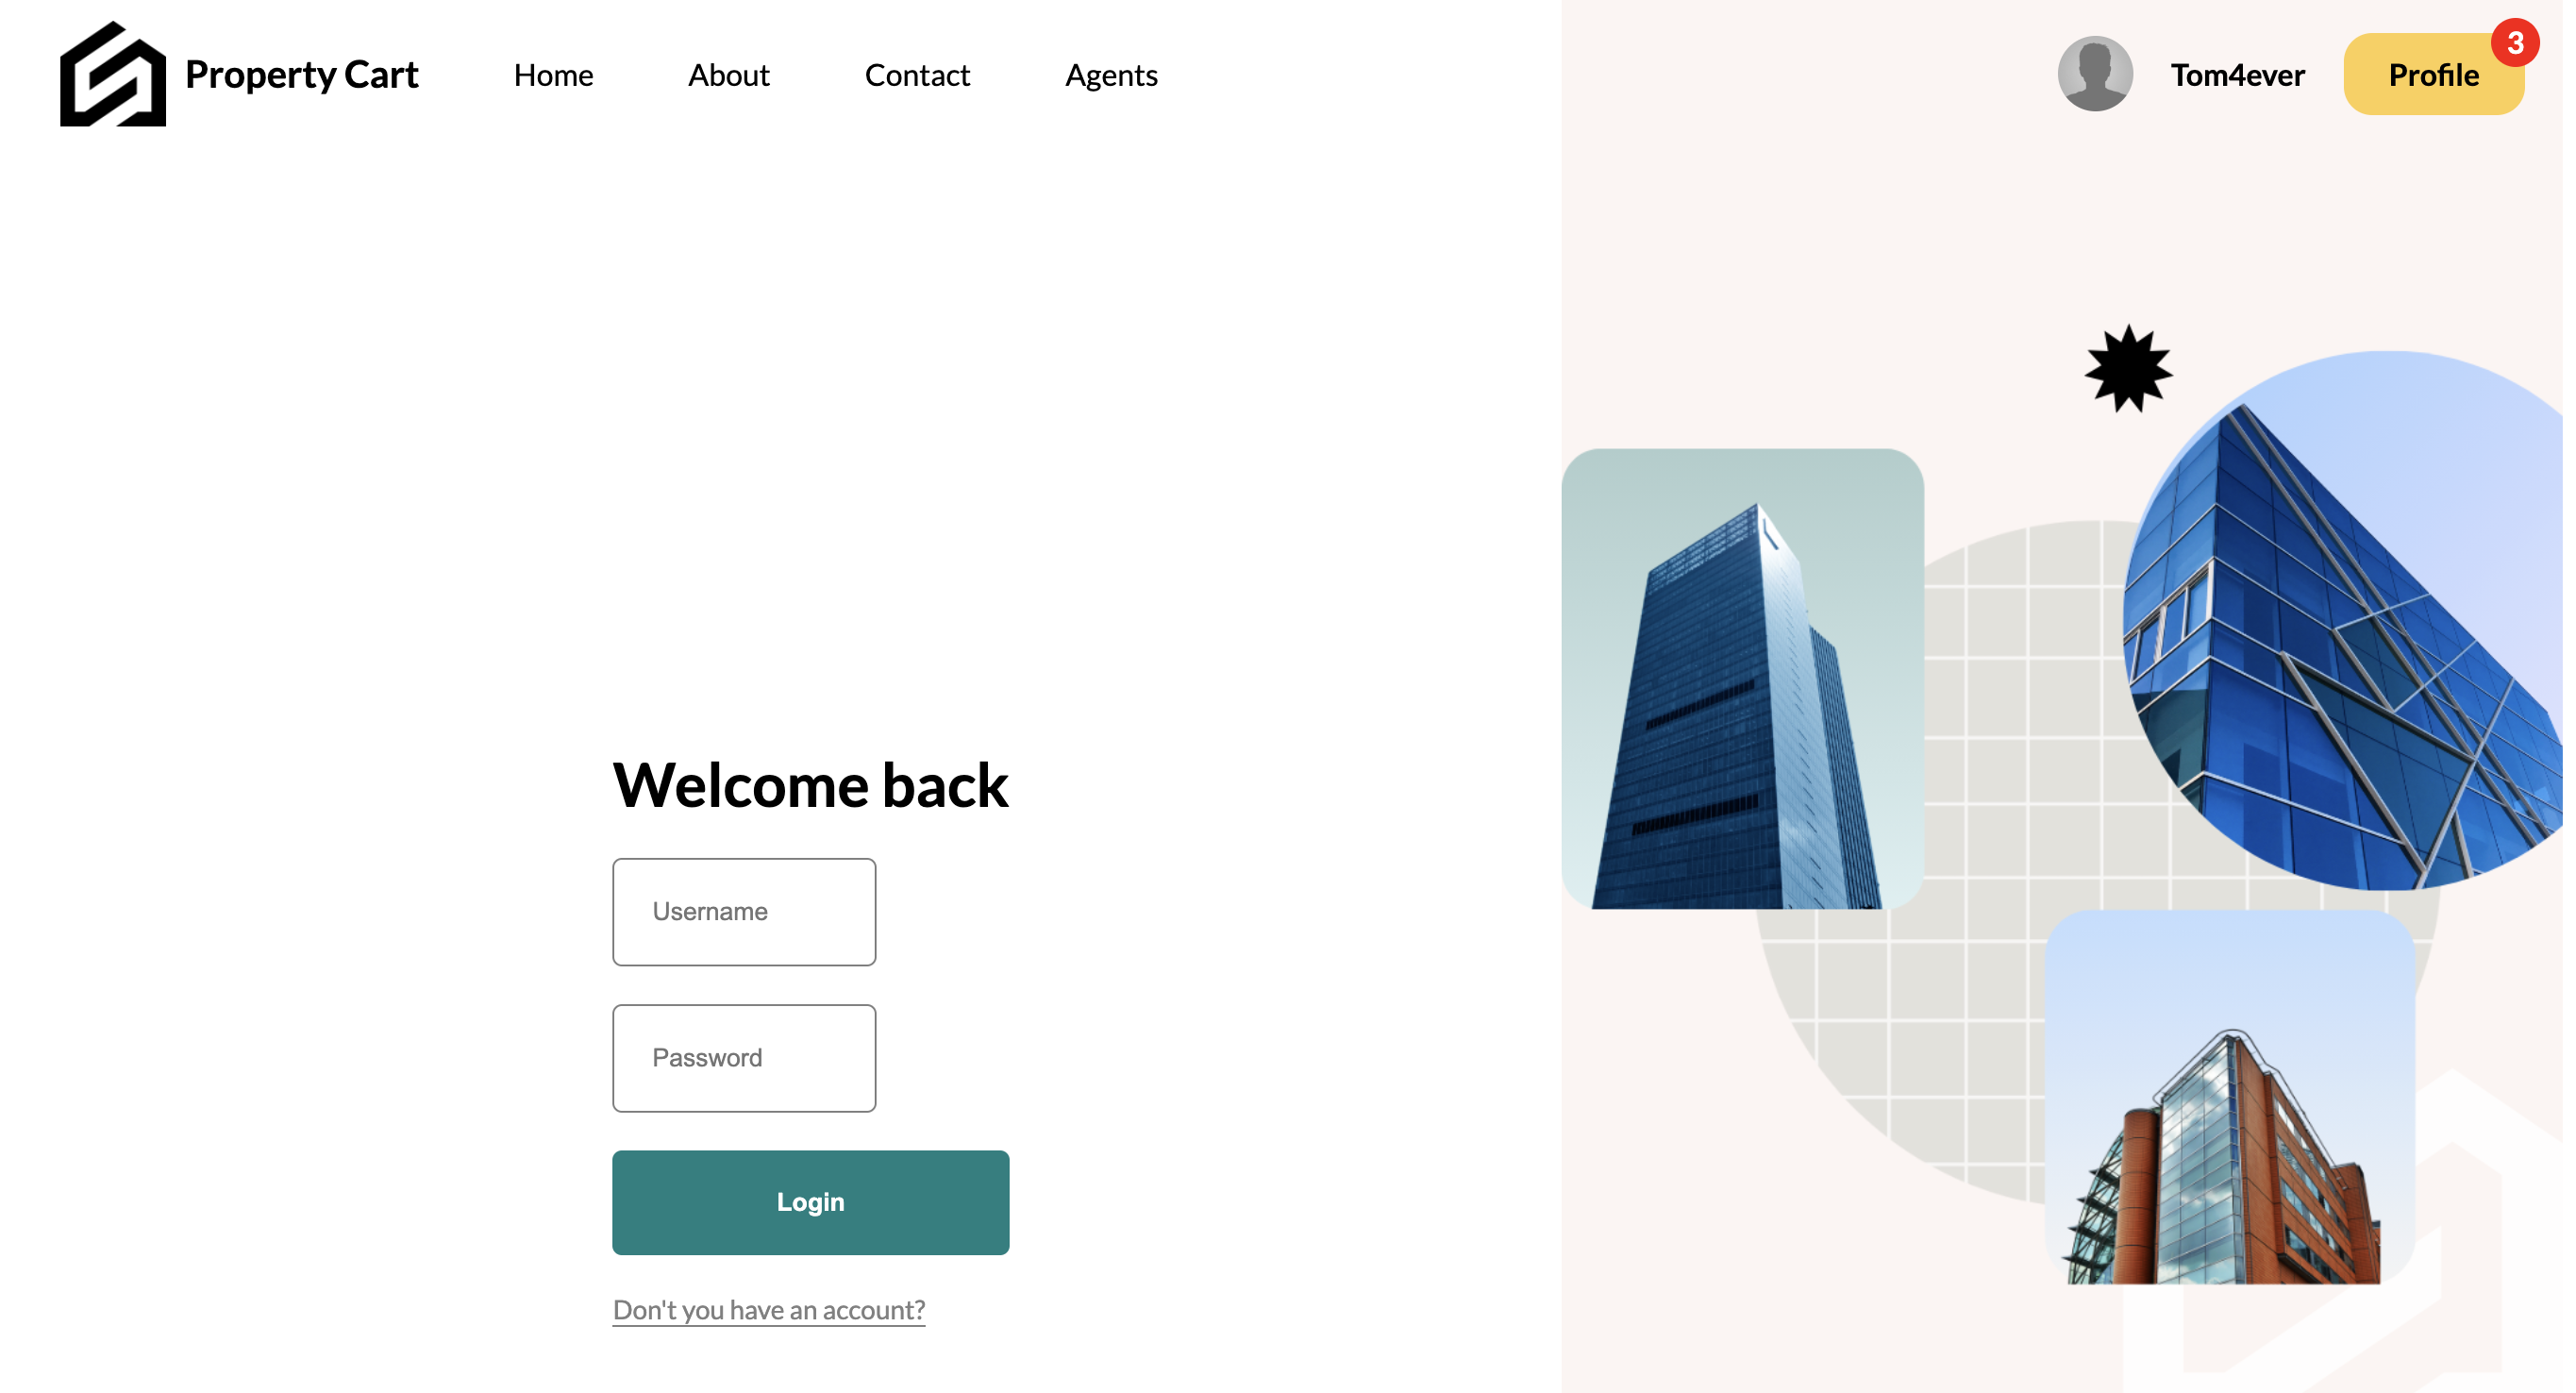 Property Cart
Home
About
Contact
Agents
Tom4ever
Profile
3
Welcome back
Username
Password
Login
Don't you have an account?